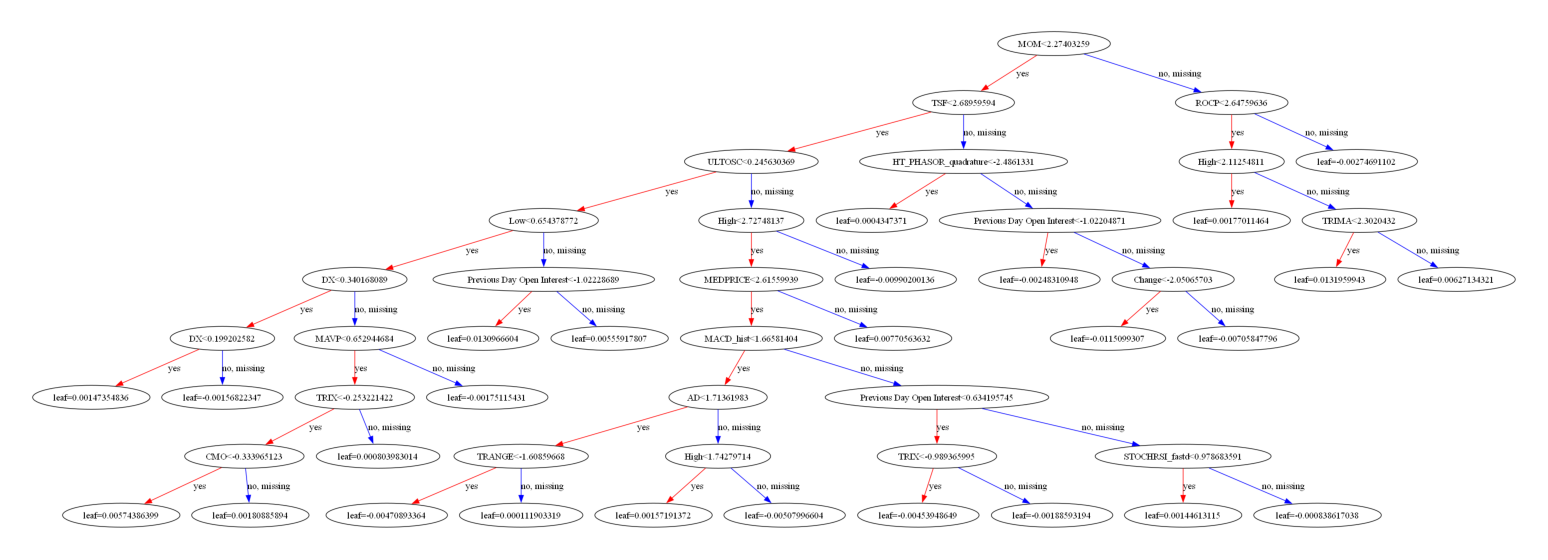 MOM<2.27403259
yes
no, missing
TSF<2.68959594
ROCP<2.64759636
yes
no, missing
yes
no, missing
ULTOSC<0.245630369
HT_PHASOR_quadrature<-2.4861331
High<2.11254811
leaf=-0.00274691102
yes
no, missing
yes
no, missing
yes
no, missing
Low<0.654378772
High<2.72748137
leaf=0.0004347371
Previous Day Open Interest<-1.02204871
leaf=0.00177011464
TRIMA<2.3020432
yes
no, missing
yes
no, missing
yes
no, missing
yes
no, missing
DX<0.340168089
Previous Day Open Interest<-1.02228689
MEDPRICE<2.61559939
leaf=-0.00990200136
leaf=-0.00248310948
Change<-2.05065703
leaf=0.0131959943
leaf=0.00627134321
yes
no, missing
yes
no, missing
yes
no, missing
yes
no, missing
DX<0.199202582
MAVP<0.652944684
leaf=0.0130966604
leaf=0.00555917807
MACD_hist<1.66581404
leaf=0.00770563632
leaf=-0.0115099307
leaf=-0.00705847796
yes
no, missing
yes
no, missing
yes
no, missing
leaf=0.00147354836
leaf=-0.00156822347
TRIX<-0.253221422
leaf=-0.00175115431
AD<1.71361983
Previous Day Open Interest<0.634195745
yes
no, missing
yes
no, missing
yes
no, missing
CMO<-0.333965123
leaf=0.000803983014
TRANGE<-1.60859668
High<1.74279714
TRIX<-0.989365995
STOCHRSI_fastd<0.978683591
yes
no, missing
yes
no, missing
yes
no, missing
yes
no, missing
yes
no, missing
leaf=0.00574386399
leaf=0.00180885894
leaf=-0.00470893364
leaf=0.000111903319
leaf=0.00157191372
leaf=-0.00507996604
leaf=-0.00453948649
leaf=-0.00188593194
leaf=0.00144613115
leaf=-0.000838617038